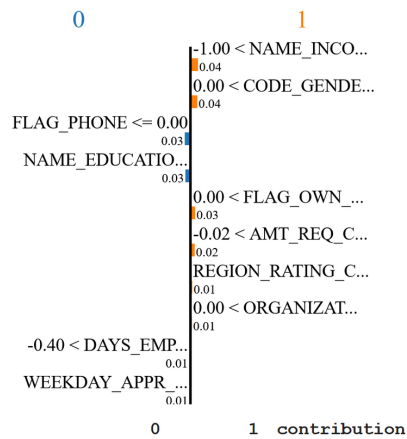 0 1
-1.00 < NAME_INCO...
0.04
0.00 < CODE_GENDE...
0.04
FLAG_PHONE <= 0.00
0.03
NAME_EDUCATIO...
0.03
0.00 < FLAG_OWN_...
0.03
-0.02 < AMT_REQ_C...
0.02
REGION_RATING_C...
0.01
0.00 < ORGANIZAT...
0.01
-0.40 < DAYS_EMP...
0.01
WEEKDAY_APPR_...
0.01
0 1 contribution